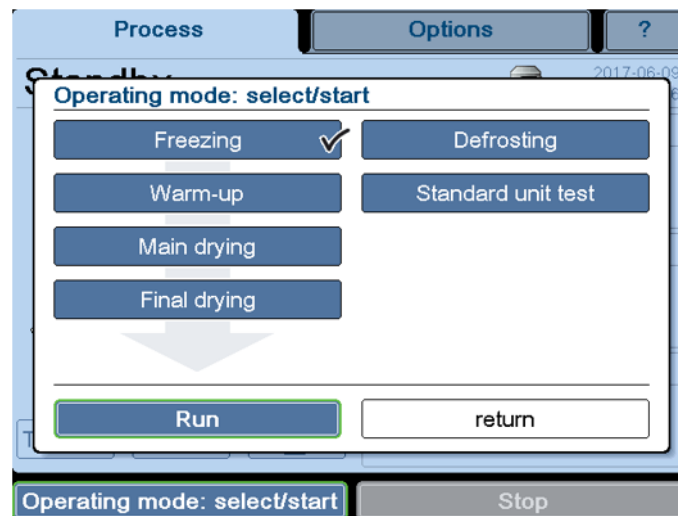 Process
Options
?
Standby
2017-06-09
Operating mode: select/start
Freezing
Defrosting
Warm-up
Standard unit test
Main drying
Final drying
Run
return
Operating mode: select/start
Stop